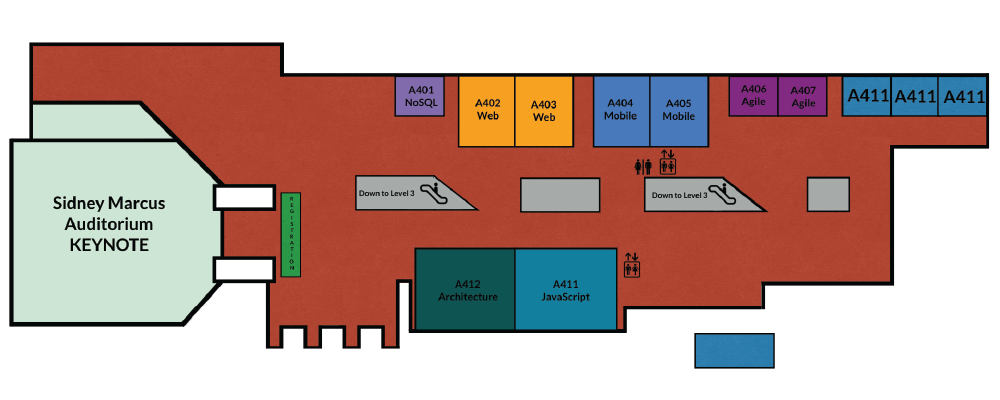 A401
NoSQL
A402
Web
A403
Web
A404
Mobile
A405
Mobile
A406
Agile
A407
Agile
A411
A411
A411
Sidney Marcus
Auditorium
KEYNOTE
REGISTRATION
Down to Level 3
Down to Level 3
A412
Architecture
A411
JavaScript